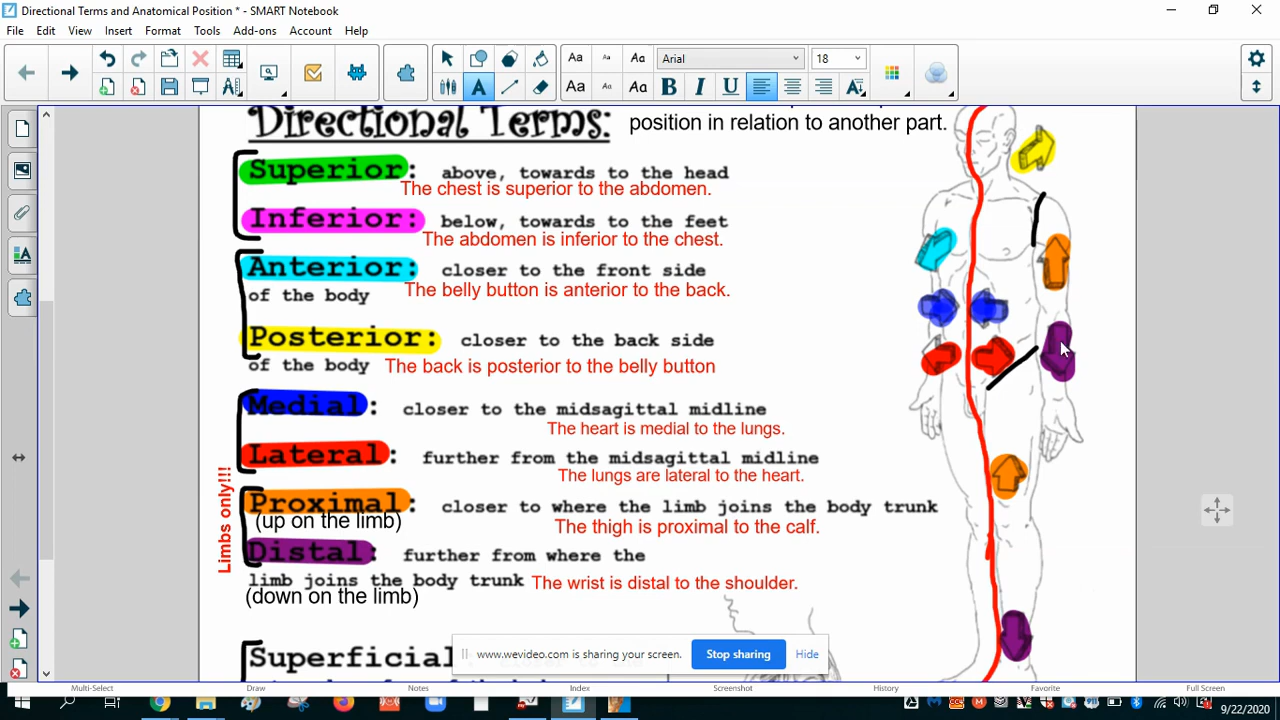 Directional Terms and Anatomical Position * - SMART Notebook
File Edit View Insert Format Tools Add-ons Account Help
Arial
18
Directional Terms:
position in relation to another part.
Superior: above, towards to the head
The chest is superior to the abdomen.
Inferior: below, towards to the feet
The abdomen is inferior to the chest.
Anterior: closer to the front side
of the body The belly button is anterior to the back.
Posterior: closer to the back side
of the body The back is posterior to the belly button
Medial: closer to the midsagittal midline
The heart is medial to the lungs.
Lateral: further from the midsagittal midline
The lungs are lateral to the heart.
Limbs only!!!
Proximal: closer to where the limb joins the body trunk
(up on the limb) The thigh is proximal to the calf.
Distal: further from where the
limb joins the body trunk The wrist is distal to the shoulder.
(down on the limb)
Superficial:
www.wevideo.com is sharing your screen. Stop sharing Hide
Multi-Select Draw Notes Index Screenshot History Favorite Full Screen
9/22/2020